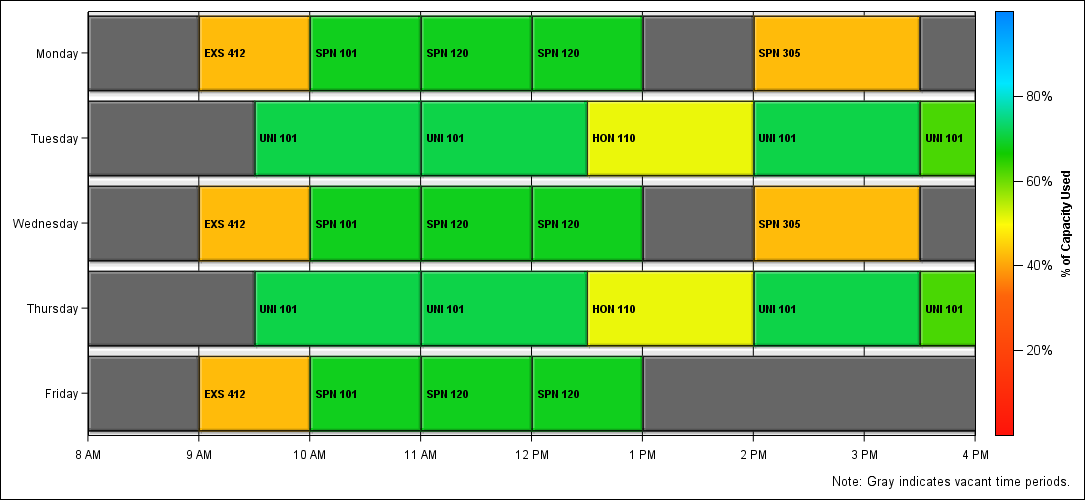 Monday EXS 412 SPN 101 SPN 120 SPN 120 SPN 305
80%
Tuesday UNI 101 UNI 101 HON 110 UNI 101 UNI 101
60%
Wednesday EXS 412 SPN 101 SPN 120 SPN 120 SPN 305
% of Capacity Used
40%
Thursday UNI 101 UNI 101 HON 110 UNI 101 UNI 101
20%
Friday EXS 412 SPN 101 SPN 120 SPN 120
8 AM 9 AM 10 AM 11 AM 12 PM 1 PM 2 PM 3 PM 4 PM
Note: Gray indicates vacant time periods.